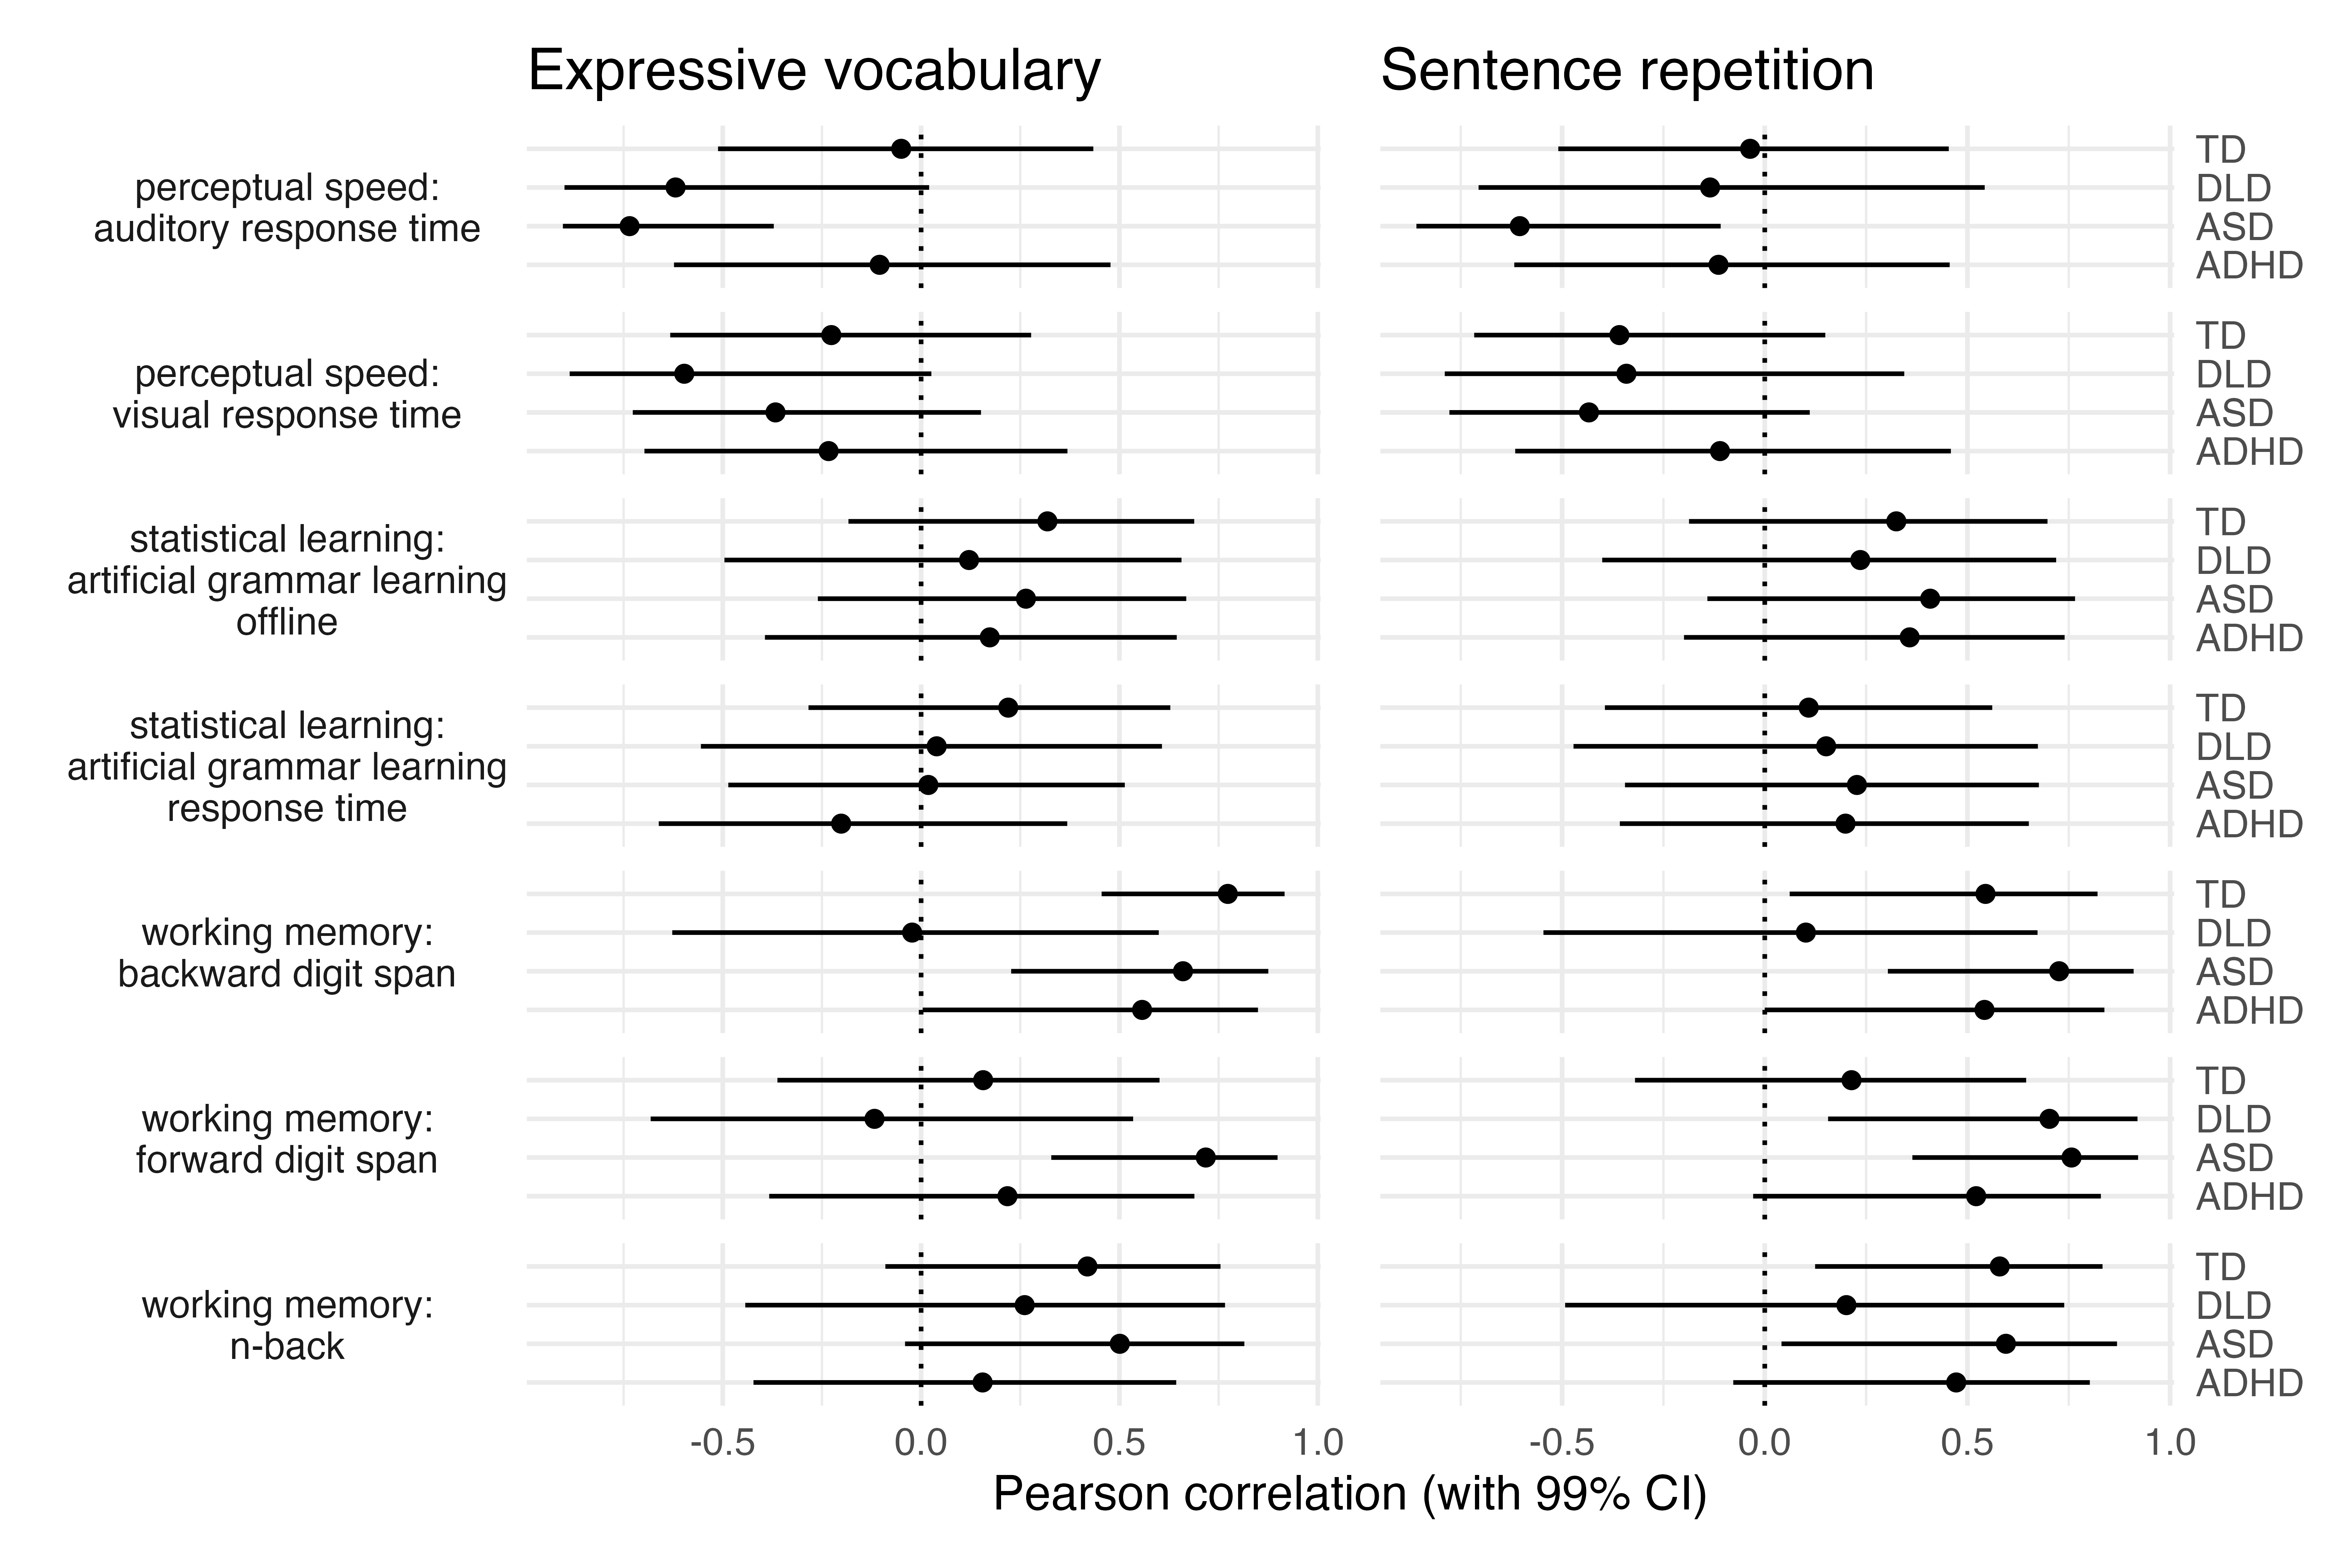 Expressive vocabulary
Sentence repetition
perceptual speed:
auditory response time
TD
DLD
ASD
ADHD
perceptual speed:
visual response time
TD
DLD
ASD
ADHD
statistical learning:
artificial grammar learning
offline
TD
DLD
ASD
ADHD
statistical learning:
artificial grammar learning
response time
TD
DLD
ASD
ADHD
working memory:
backward digit span
TD
DLD
ASD
ADHD
working memory:
forward digit span
TD
DLD
ASD
ADHD
working memory:
n-back
TD
DLD
ASD
ADHD
-0.5 0.0 0.5 1.0
-0.5 0.0 0.5 1.0
Pearson correlation (with 99% CI)